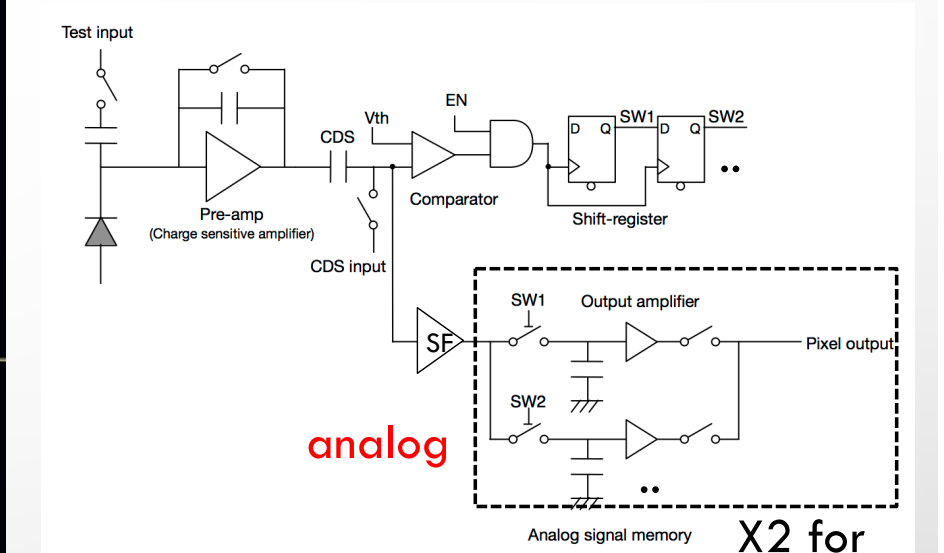 Test input
EN
Vth
CDS
D Q
SW1
D Q
SW2
Comparator
Pre-amp
(Charge sensitive amplifier)
Shift-register
CDS input
SW1
Output amplifier
SF
Pixel output
SW2
analog
Analog signal memory
X2 for